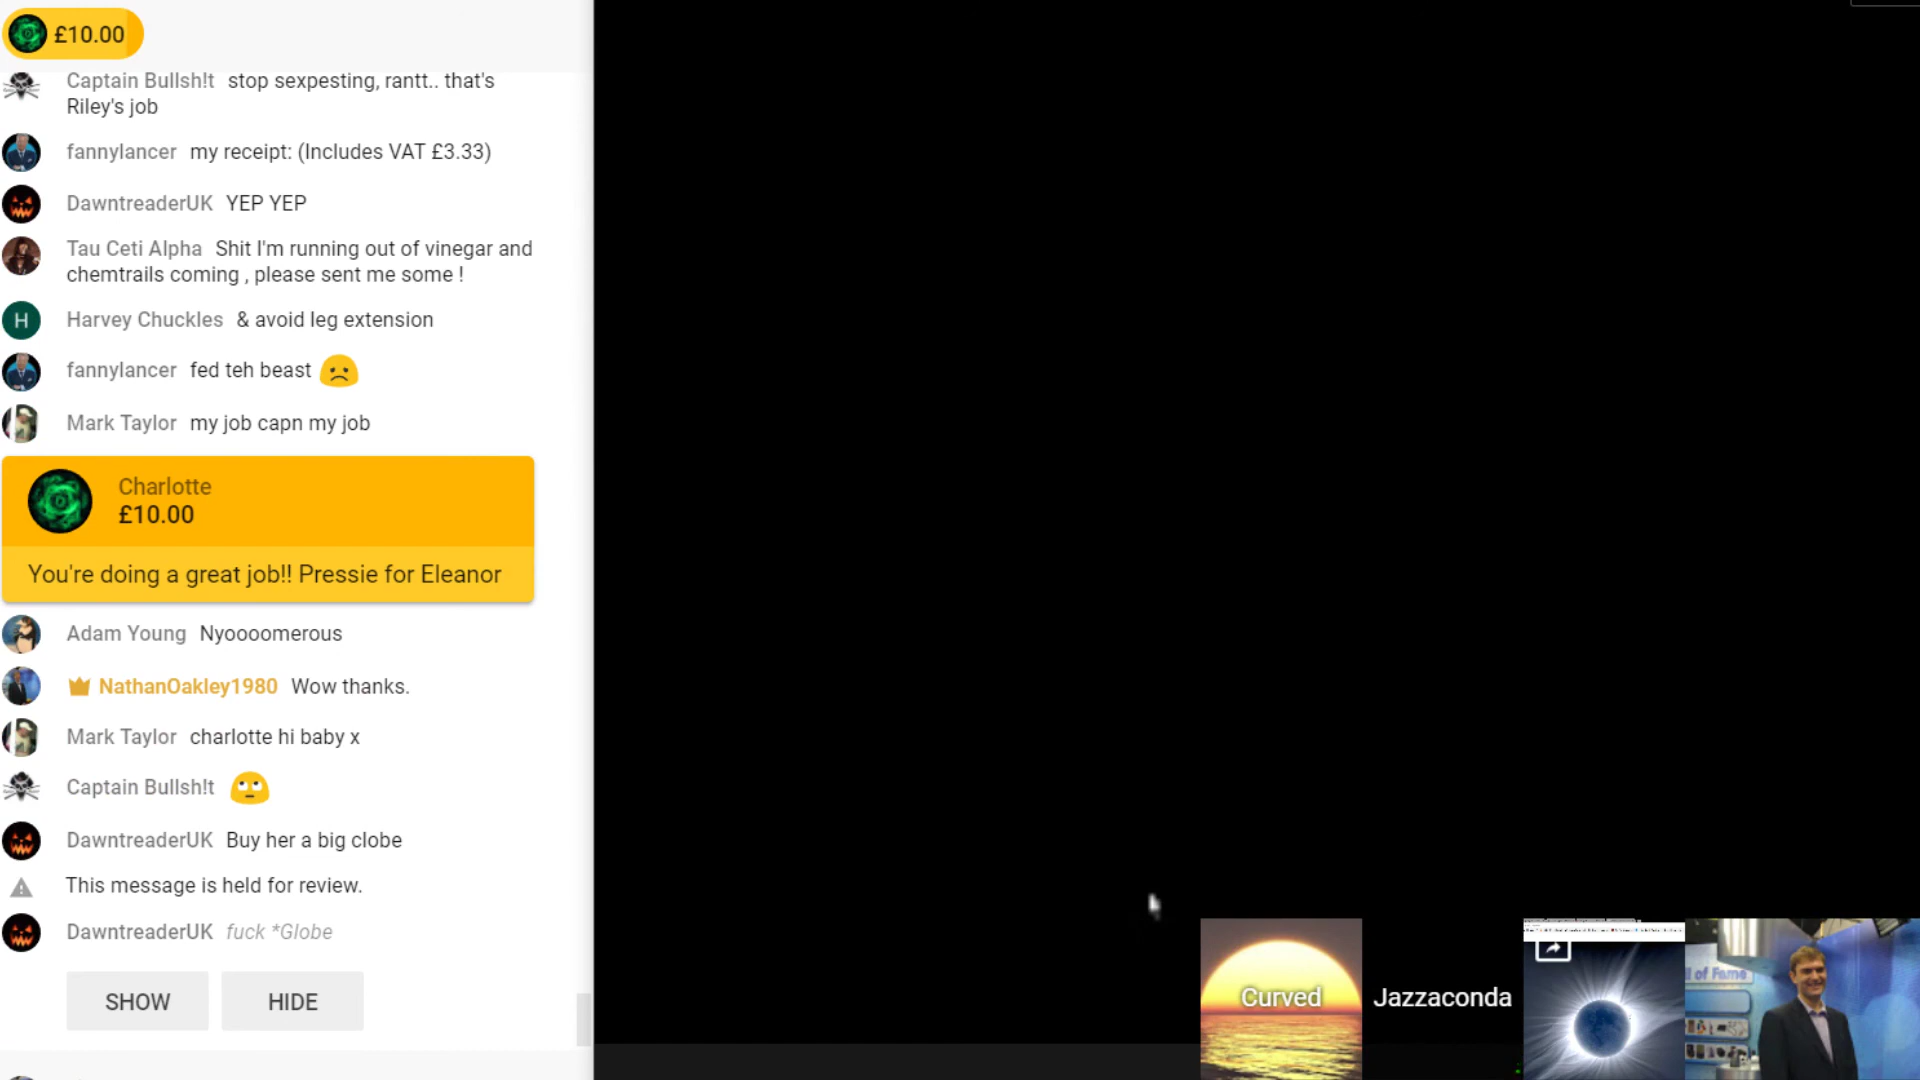 £10.00
Captain Bullsh!t stop sexpesting, rantt.. that's
Riley's job
fannylancer my receipt: (Includes VAT £3.33)
DawntreaderUK YEP YEP
Tau Ceti Alpha Shit I'm running out of vinegar and
chemtrails coming , please sent me some !
H
Harvey Chuckles & avoid leg extension
fannylancer fed teh beast
Mark Taylor my job capn my job
Charlotte
£10.00
You're doing a great job!! Pressie for Eleanor
Adam Young Nyoooomerous
NathanOakley1980 Wow thanks.
Mark Taylor charlotte hi baby x
Captain Bullsh!t
DawntreaderUK Buy her a big clobe
This message is held for review.
DawntreaderUK fuck *Globe
SHOW HIDE
Curved
Jazzaconda
of Fame